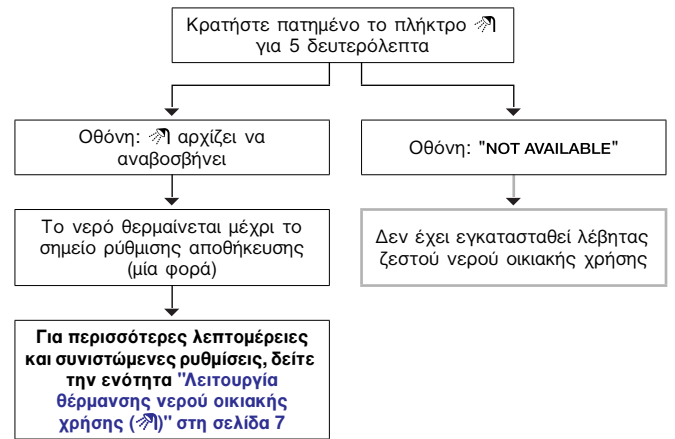 Κρατήστε πατημένο το πλήκτρο
για 5 δευτερόλεπτα
Οθόνη: αρχίζει να
αναβοσβήνει
Οθόνη: "NOT AVAILABLE"
Το νερό θερμαίνεται μέχρι το
σημείο ρύθμισης αποθήκευσης
(μία φορά)
Δεν έχει εγκατασταθεί λέβητας
ζεστού νερού οικιακής χρήσης
Για περισσότερες λεπτομέρειες
και συνιστώμενες ρυθμίσεις, δείτε
την ενότητα "Λειτουργία
θέρμανσης νερού οικιακής
χρήσης ()" στη σελίδα 7